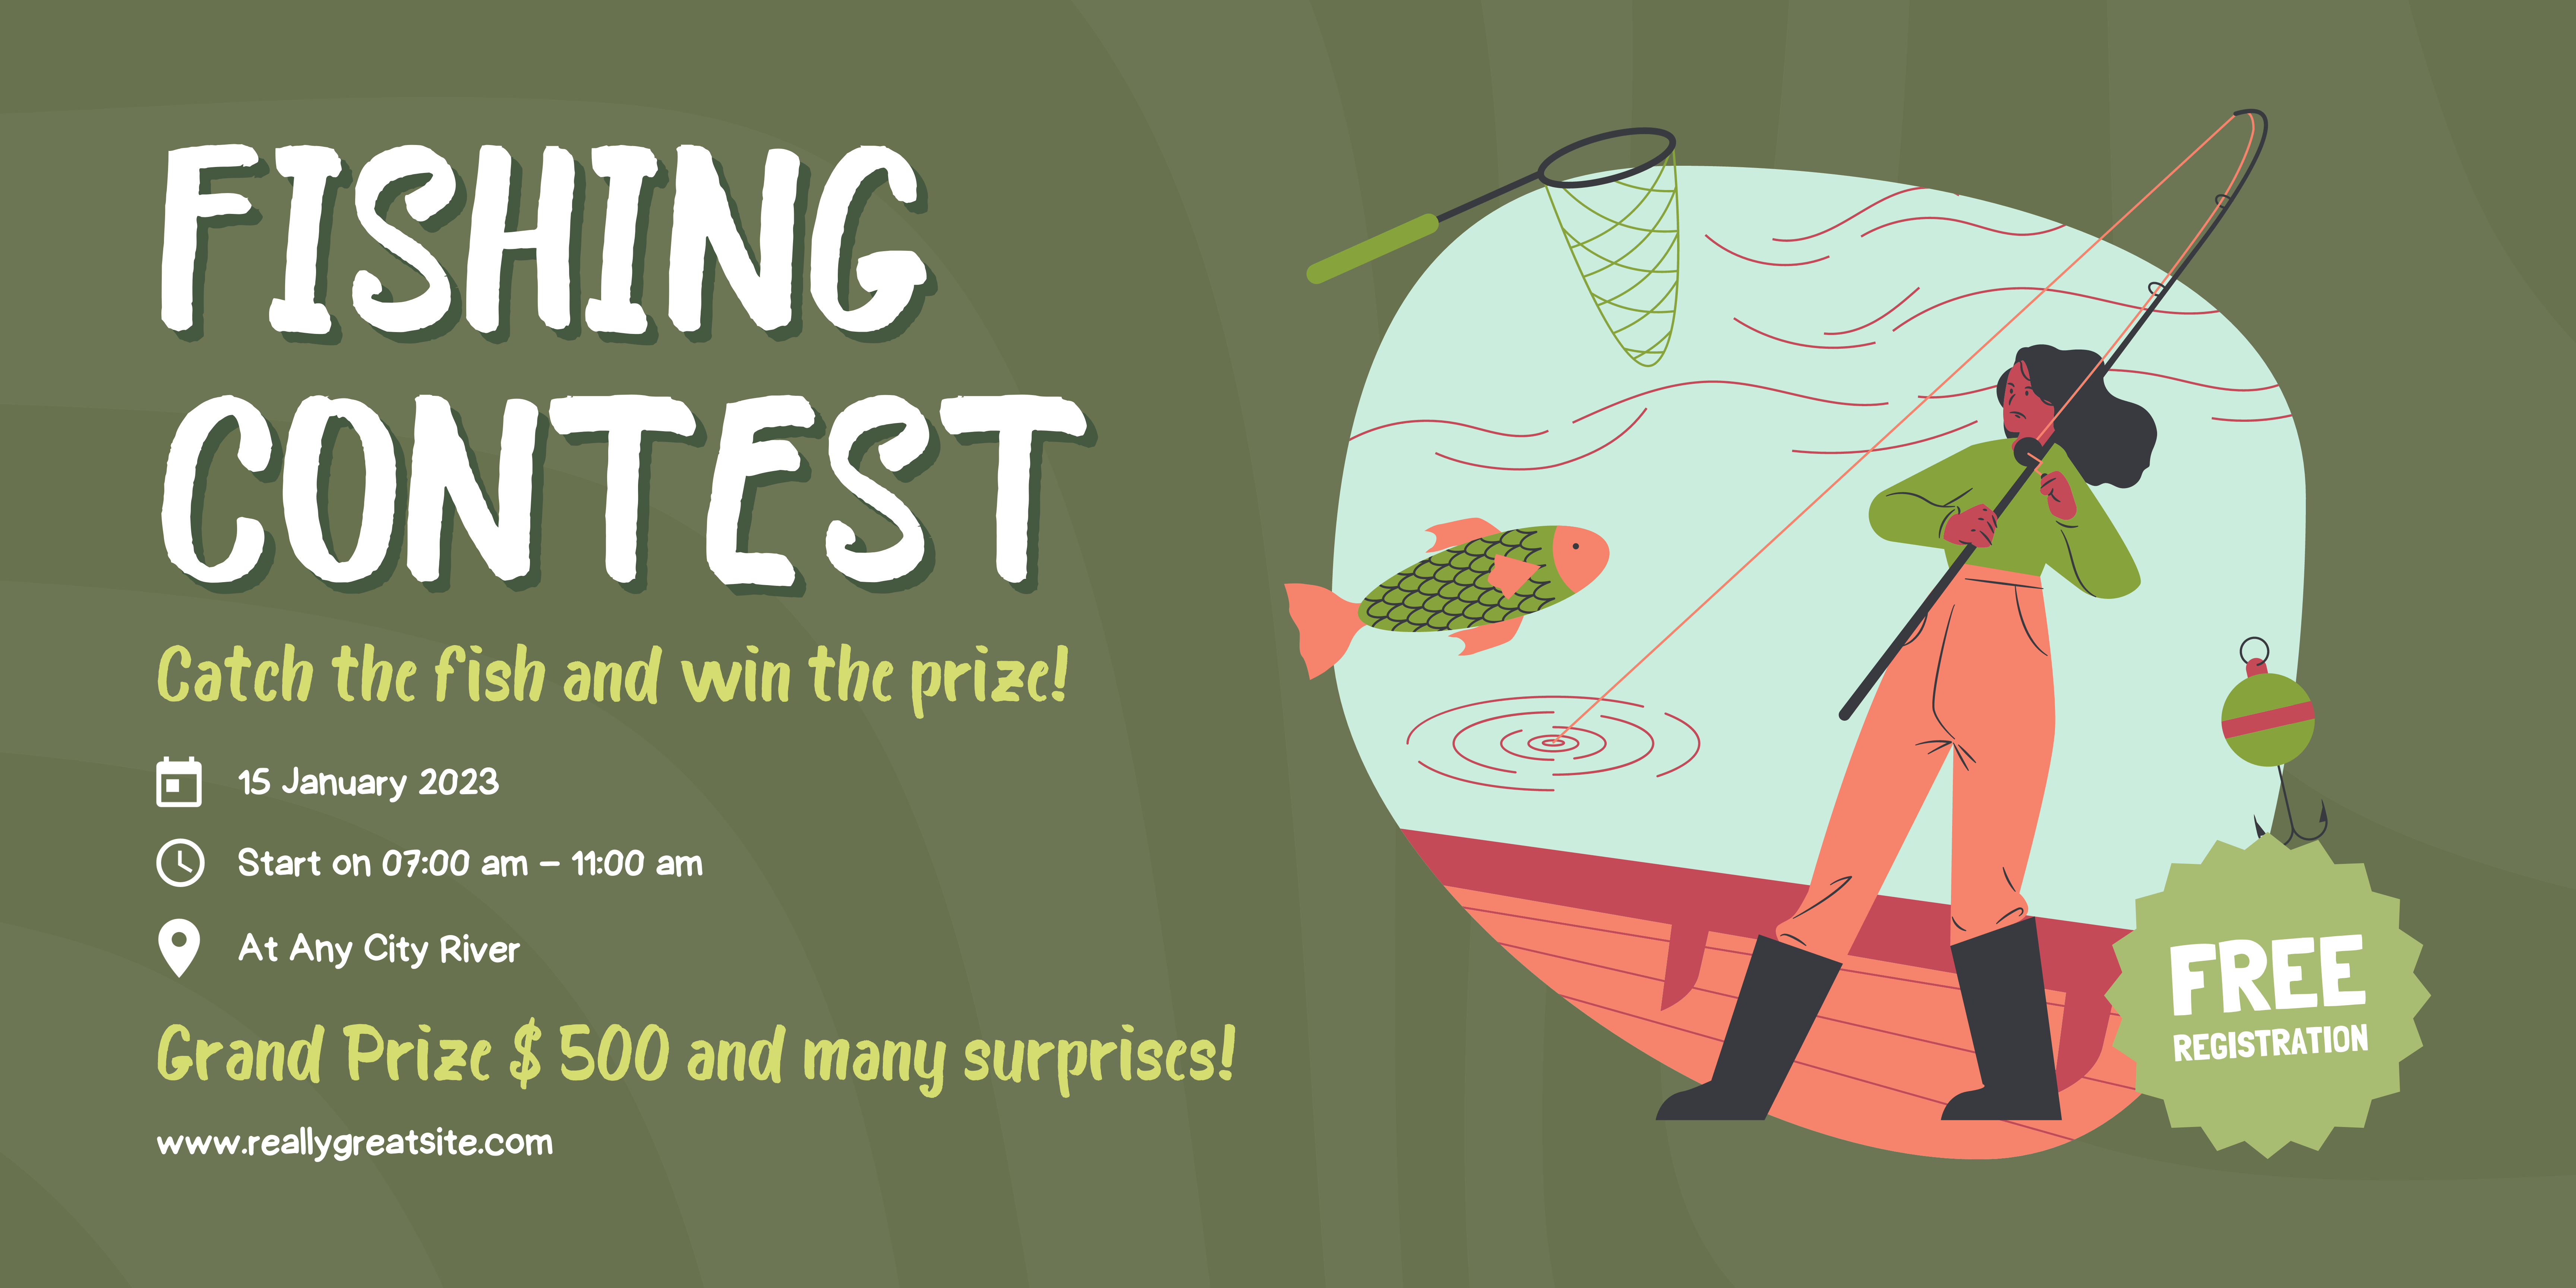 FISHING
CONTEST
Catch the fish and win the prize!
15 January 2023
Start on 07:00 am – 11:00 am
At Any City River
Grand Prize $ 500 and many surprises!
www.reallygreatsite.com
FREE
REGISTRATION